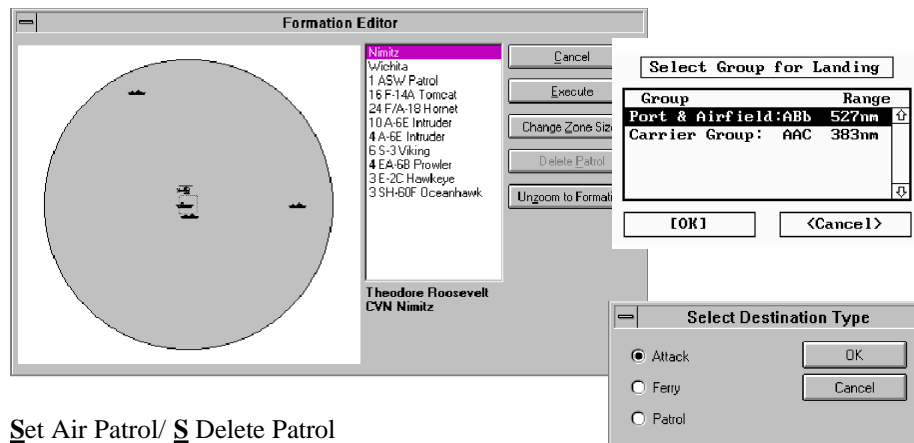 Formation Editor
Nimitz
Wichita
1 ASW Patrol
16 F-14A Tomcat
24 F/A-18 Hornet
10 A-6E Intruder
4 A-6E Intruder
6 S-3 Viking
4 EA-6B Prowler
3 E-2C Hawkeye
3 SH-60F Oceanhawk
Theodore Roosevelt
CVN Nimitz
Cancel
Execute
Change Zone Size
Delete Patrol
Unzoom to Formati
Select Group for Landing
Group Range
Port & Airfield:ABb 527nm
Carrier Group: AAC 383nm
[OK] <Cancel>
Select Destination Type
Attack
Ferry
Patrol
OK
Cancel
Set Air Patrol/ S Delete Patrol